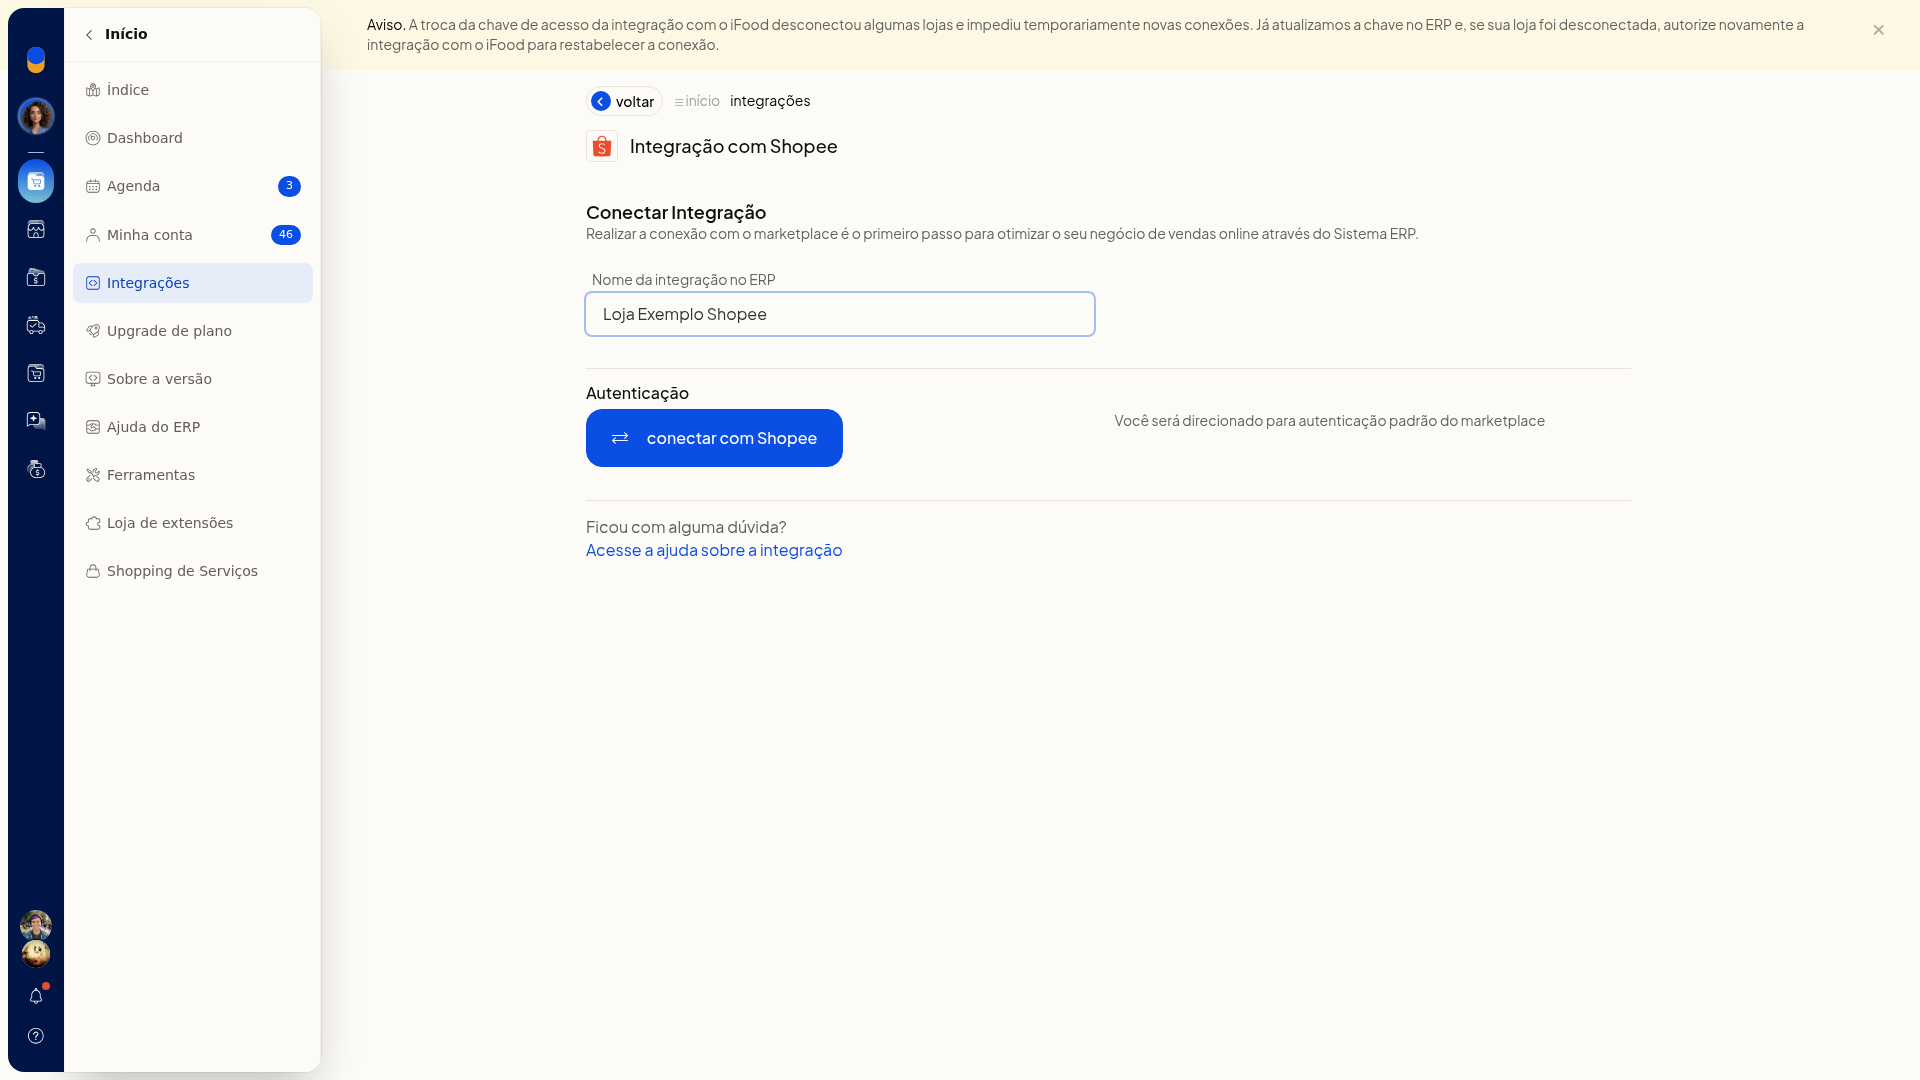 Início
Índice
Dashboard
Agenda
3
Minha conta
46
Integrações
Upgrade de plano
Sobre a versão
Ajuda do ERP
Ferramentas
Loja de extensões
Shopping de Serviços
Aviso. A troca da chave de acesso da integração com o iFood desconectou algumas lojas e impediu temporariamente novas conexões. Já atualizamos a chave no ERP e, se sua loja foi desconectada, autorize novamente a
integração com o iFood para restabelecer a conexão.
voltar
início integrações
Integração com Shopee
Conectar Integração
Realizar a conexão com o marketplace é o primeiro passo para otimizar o seu negócio de vendas online através do Sistema ERP.
Nome da integração no ERP
Loja Exemplo Shopee
Autenticação
conectar com Shopee
Você será direcionado para autenticação padrão do marketplace
Ficou com alguma dúvida?
Acesse a ajuda sobre a integração